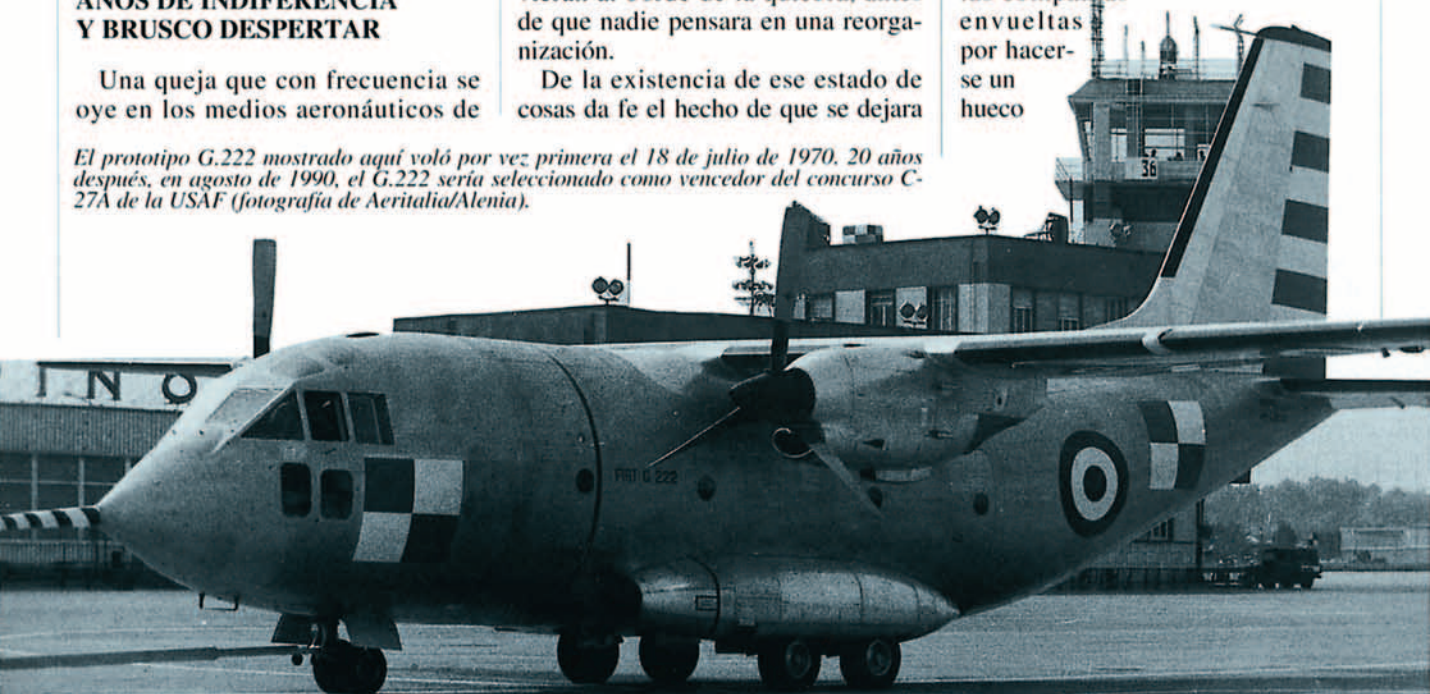 AÑOS DE INDIFERENCIA
Y BRUSCO DESPERTAR
Una queja que con frecuencia se
oye en los medios aeronáuticos de
de que nadie pensara en una reorga-
nización.
De la existencia de ese estado de
cosas da fe el hecho de que se dejara
envueltas
por hacer-
se un
hueco
El prototipo G.222 mostrado aquí voló por vez primera el 18 de julio de 1970. 20 años
después, en agosto de 1990, el G.222 sería seleccionado como vencedor del concurso C-
27A de la USAF (fotografía de Aeritalia/Alenia).
36
INO
FIAT G 222